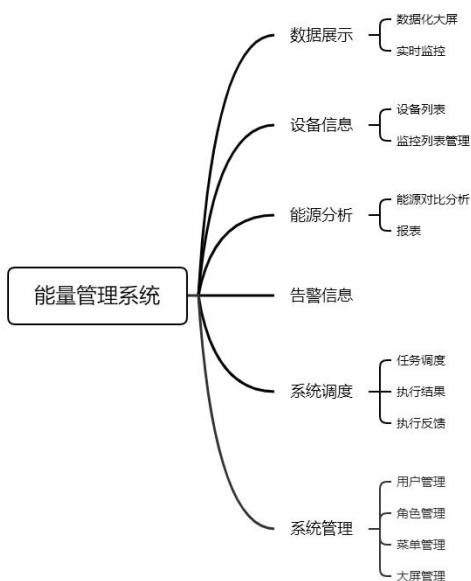 能量管理系统
数据展示
数据化大屏
实时监控
设备信息
设备列表
监控列表管理
能源分析
能源对比分析
报表
告警信息
系统调度
任务调度
执行结果
执行反馈
系统管理
用户管理
角色管理
菜单管理
大屏管理